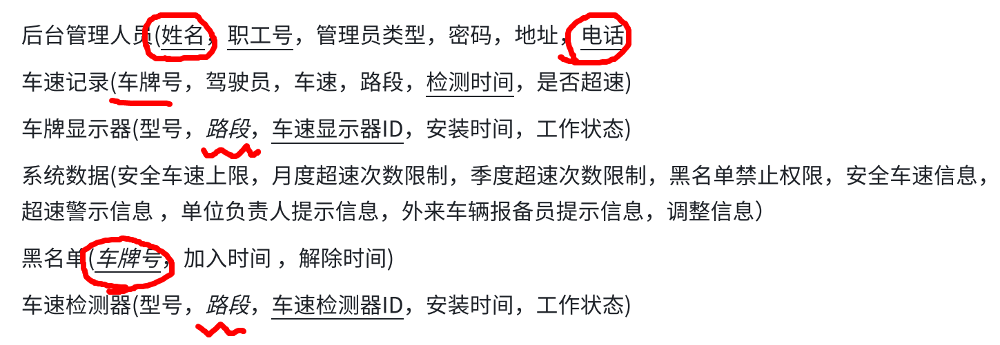 后台管理人员(姓名，职工号，管理员类型，密码，地址，电话
车速记录(车牌号，驾驶员，车速，路段，检测时间，是否超速)
车牌显示器(型号，路段，车速显示器ID，安装时间，工作状态)
系统数据(安全车速上限，月度超速次数限制，季度超速次数限制，黑名单禁止权限，安全车速信息，
超速警示信息 ，单位负责人提示信息，外来车辆报备员提示信息，调整信息）
黑名单(车牌号，加入时间 ，解除时间)
车速检测器(型号，路段，车速检测器ID，安装时间，工作状态)